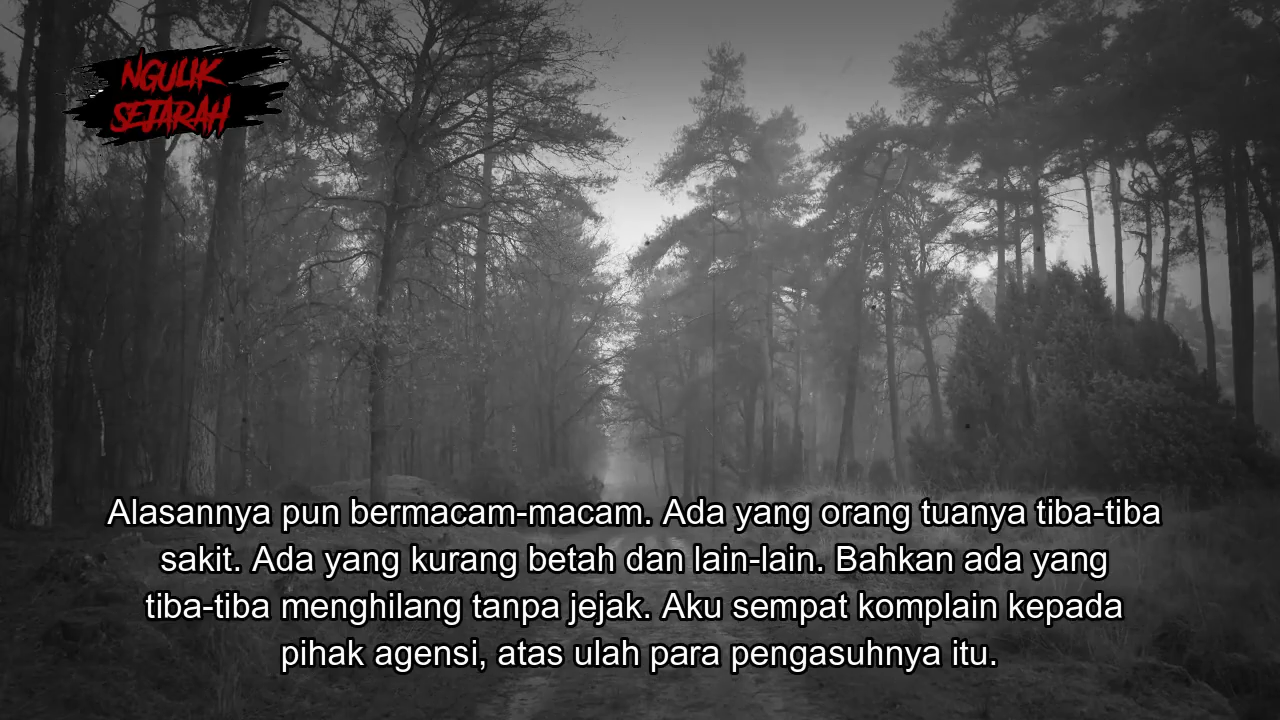 NGULIK
SEJARAH
Alasannya pun bermacam-macam. Ada yang orang tuanya tiba-tiba
sakit. Ada yang kurang betah dan lain-lain. Bahkan ada yang
tiba-tiba menghilang tanpa jejak. Aku sempat komplain kepada
pihak agensi, atas ulah para pengasuhnya itu.